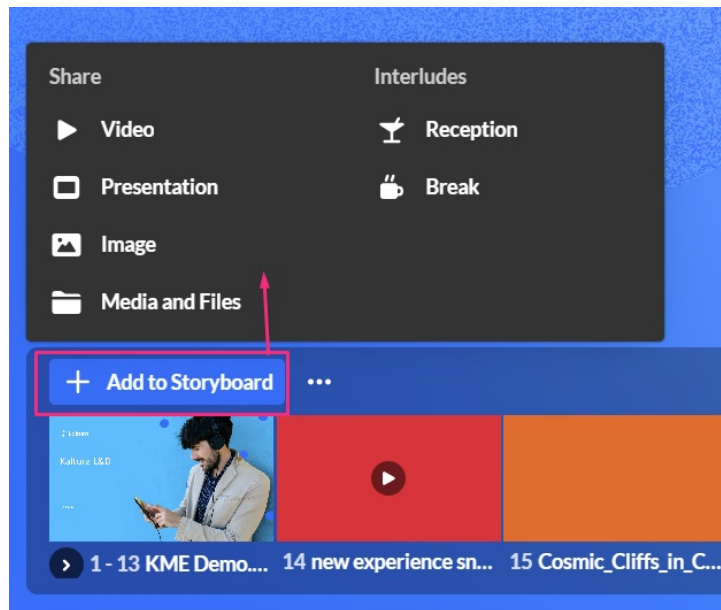 Share
Interludes
Video
Reception
Presentation
Break
Image
Media and Files
Add to Storyboard
Kaltura L&D
1 - 13 KME Demo....
14 new experience sn...
15 Cosmic_Cliffs_in_C...